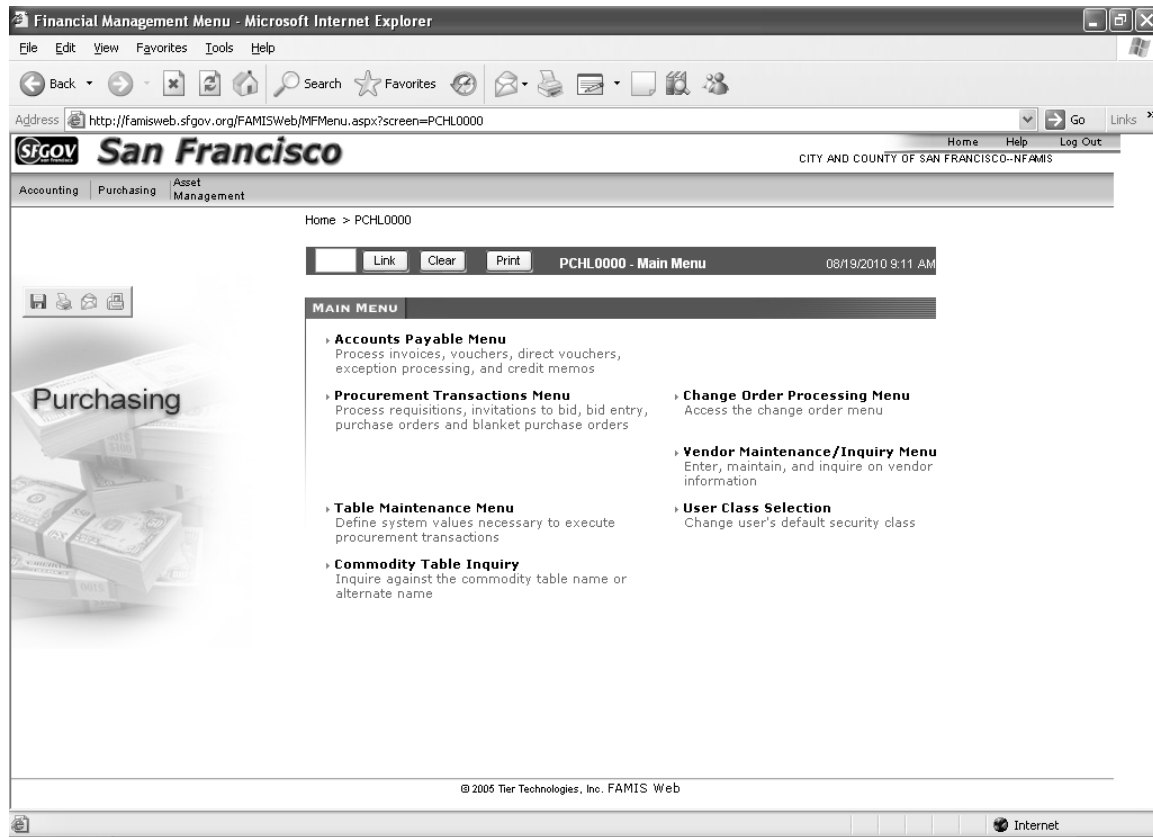 Financial Management Menu - Microsoft Internet Explorer
File Edit View Favorites Tools Help
Back Search Favorites
Address http://famisweb.sfgov.org/FAMISWeb/MFMenu.aspx?screen=PCHL0000 Go Links »
SFGOV San Francisco
Home Help Log Out
CITY AND COUNTY OF SAN FRANCISCO--NFAMIS
Accounting Purchasing Asset Management
Home > PCHL0000
Link Clear Print PCHL0000 - Main Menu 08/19/2010 9:11 AM
MAIN MENU
Accounts Payable Menu
Process invoices, vouchers, direct vouchers,
exception processing, and credit memos
Procurement Transactions Menu
Process requisitions, invitations to bid, bid entry,
purchase orders and blanket purchase orders
Change Order Processing Menu
Access the change order menu
Vendor Maintenance/Inquiry Menu
Enter, maintain, and inquire on vendor
information
Table Maintenance Menu
Define system values necessary to execute
procurement transactions
User Class Selection
Change user's default security class
Commodity Table Inquiry
Inquire against the commodity table name or
alternate name
Purchasing
© 2005 Tier Technologies, Inc. FAMIS Web
Internet